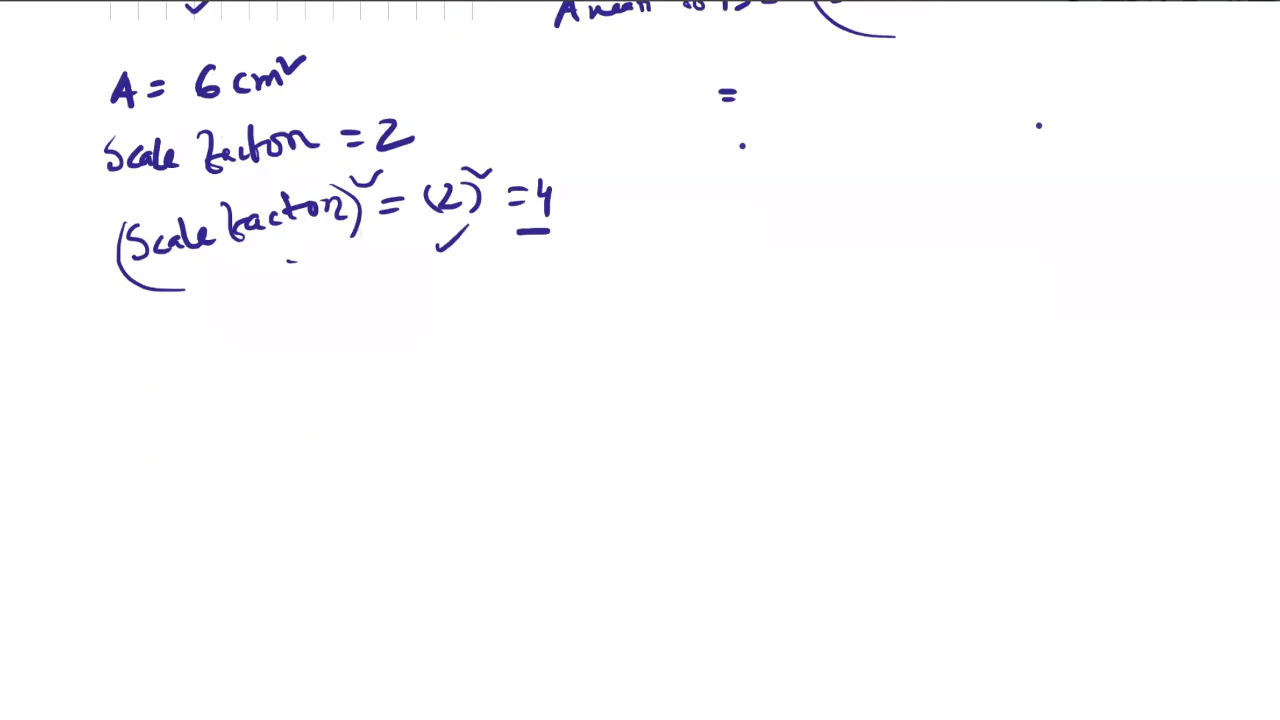 A = 6 cm²
Scale factor = 2
(Scale factor)² = (2)² = 4
=